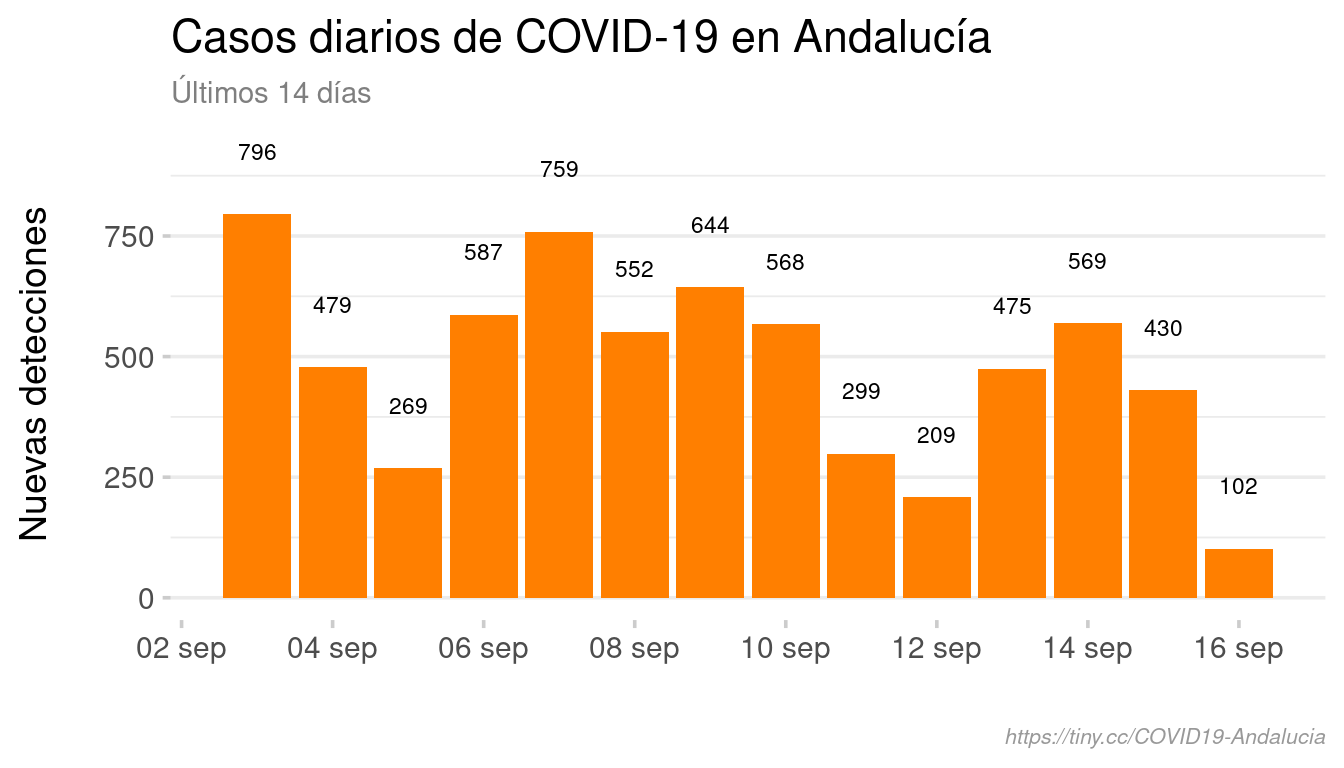 Casos diarios de COVID-19 en Andalucía
Últimos 14 días
Nuevas detecciones
750
500
250
0
796
479
269
587
759
552
644
568
299
209
475
569
430
102
02 sep
04 sep
06 sep
08 sep
10 sep
12 sep
14 sep
16 sep
https://tiny.cc/COVID19-Andalucia